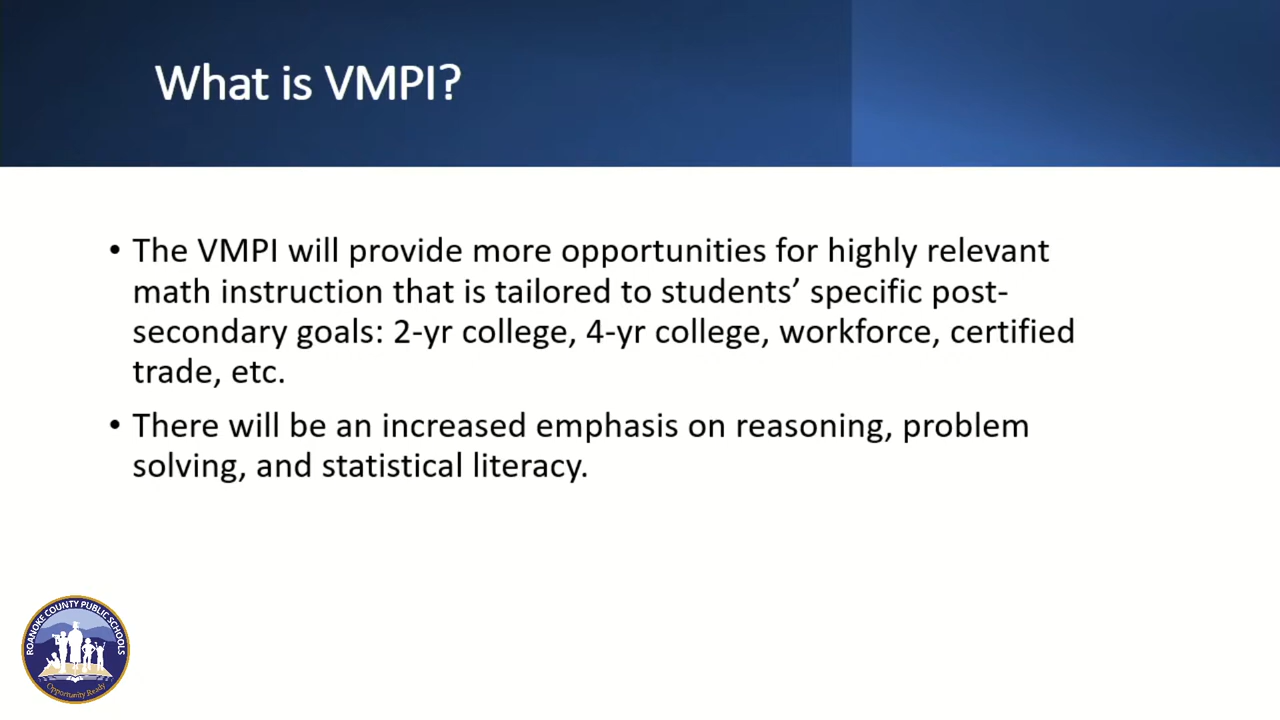 What is VMPI?
• The VMPI will provide more opportunities for highly relevant
math instruction that is tailored to students’ specific post-
secondary goals: 2-yr college, 4-yr college, workforce, certified
trade, etc.
• There will be an increased emphasis on reasoning, problem
solving, and statistical literacy.
ROANOKE COUNTY PUBLIC SCHOOLS
Opportunity Ready